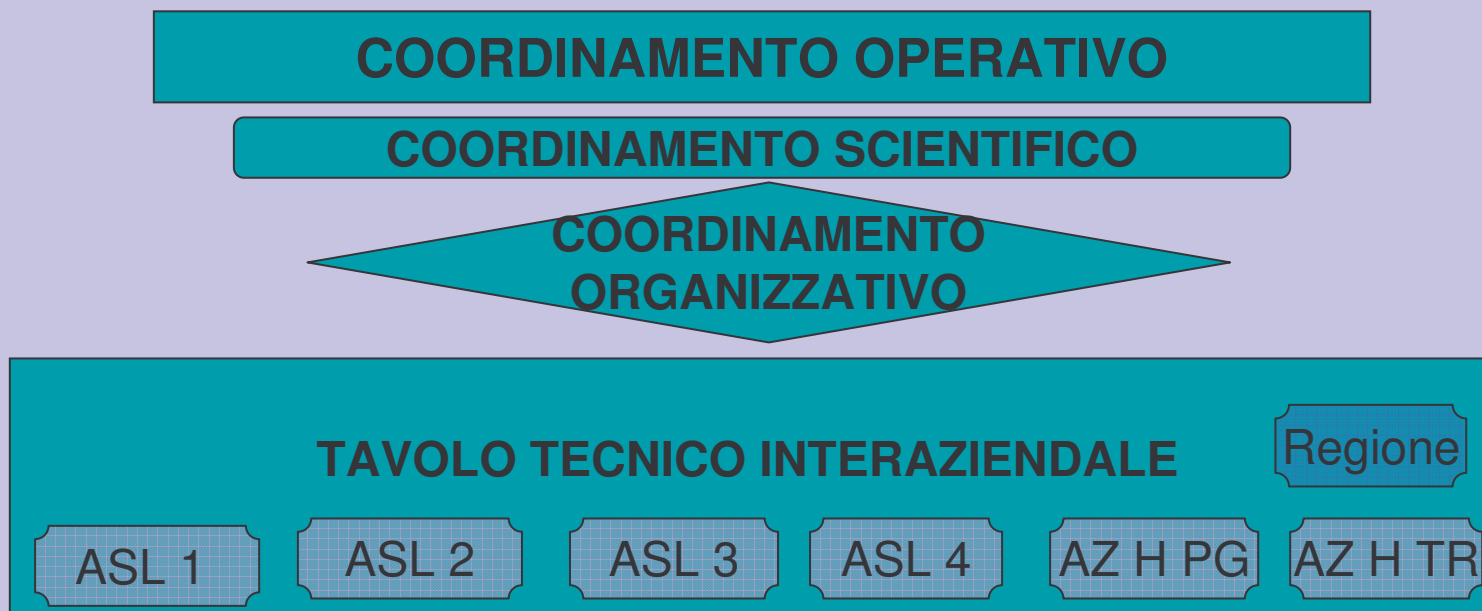 COORDINAMENTO OPERATIVO
COORDINAMENTO SCIENTIFICO
COORDINAMENTO
ORGANIZZATIVO
TAVOLO TECNICO INTERAZIENDALE
Regione
ASL 1
ASL 2
ASL 3
ASL 4
AZ H PG
AZ H TR